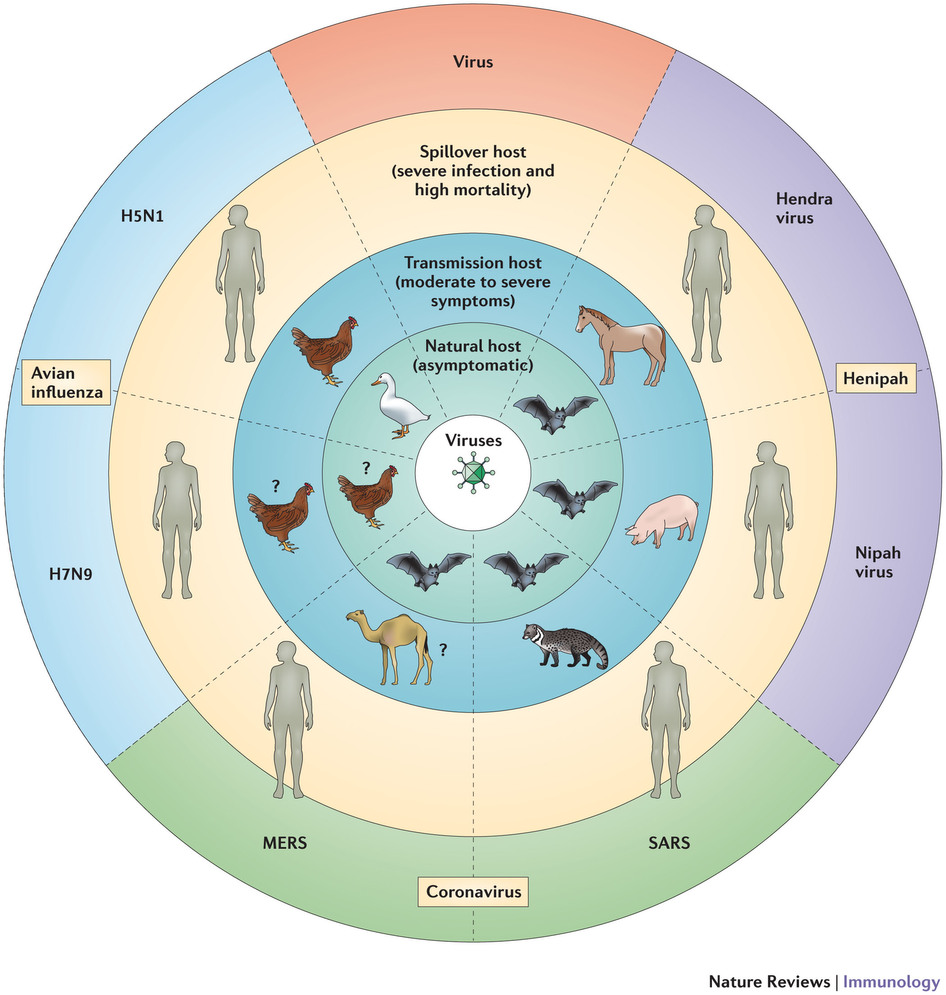 Virus
Spillover host
(severe infection and
high mortality)
Transmission host
(moderate to severe
symptoms)
Natural host
(asymptomatic)
Viruses
H5N1
Hendra
virus
Avian
influenza
Henipah
?
?
H7N9
Nipah
virus
?
MERS
SARS
Coronavirus
Nature Reviews | Immunology